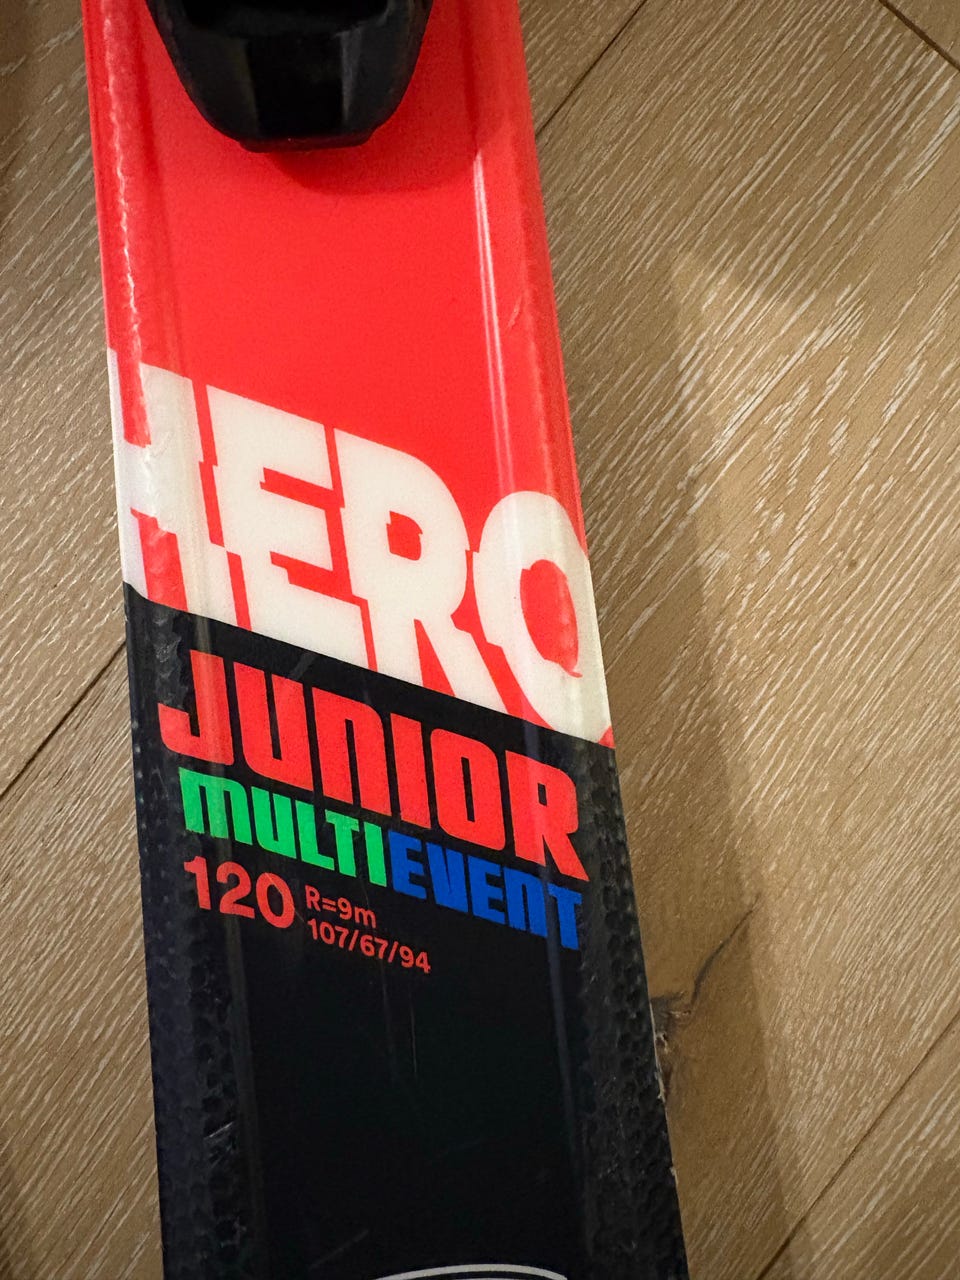 HERO
JUNIOR
MULTIEVENT
120 R=9m
107/67/94